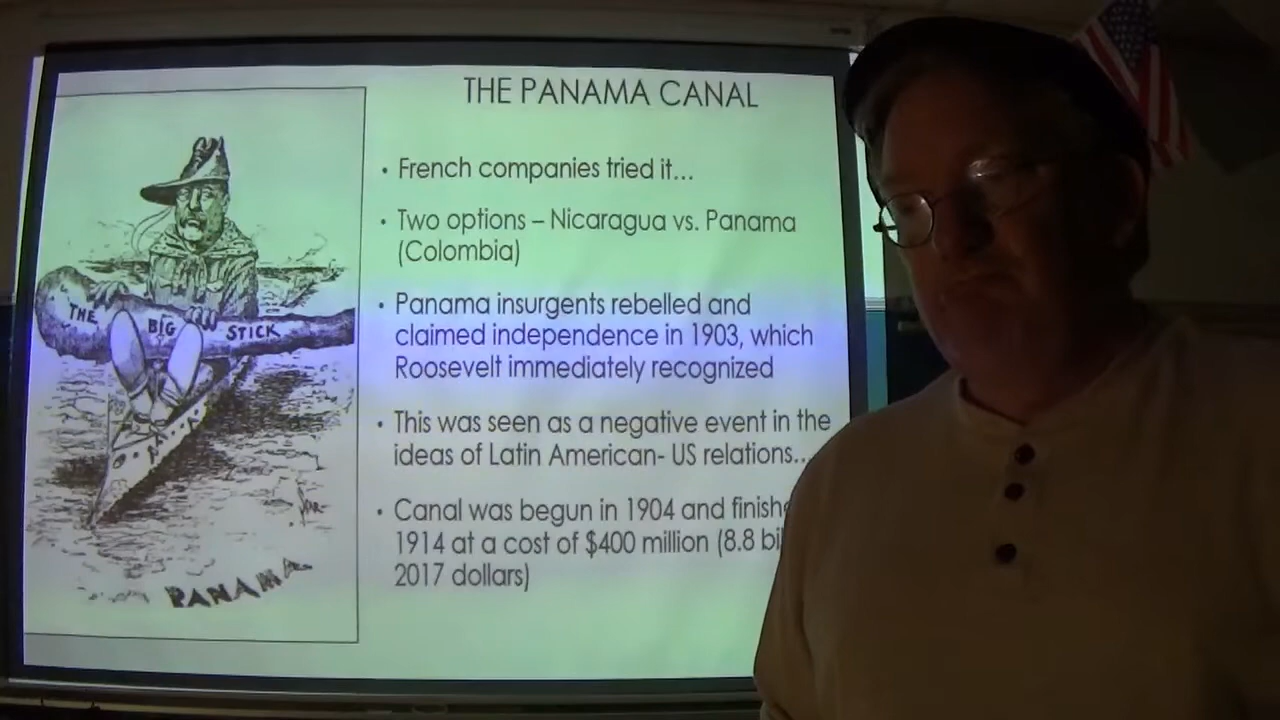 THE PANAMA CANAL
• French companies tried it...
• Two options – Nicaragua vs. Panama
(Colombia)
• Panama insurgents rebelled and
claimed independence in 1903, which
Roosevelt immediately recognized
• This was seen as a negative event in the
ideas of Latin American- US relations...
• Canal was begun in 1904 and
1914 at a cost of $400 million (8.8
2017 dollars)
THE BIG STICK
PANAMA